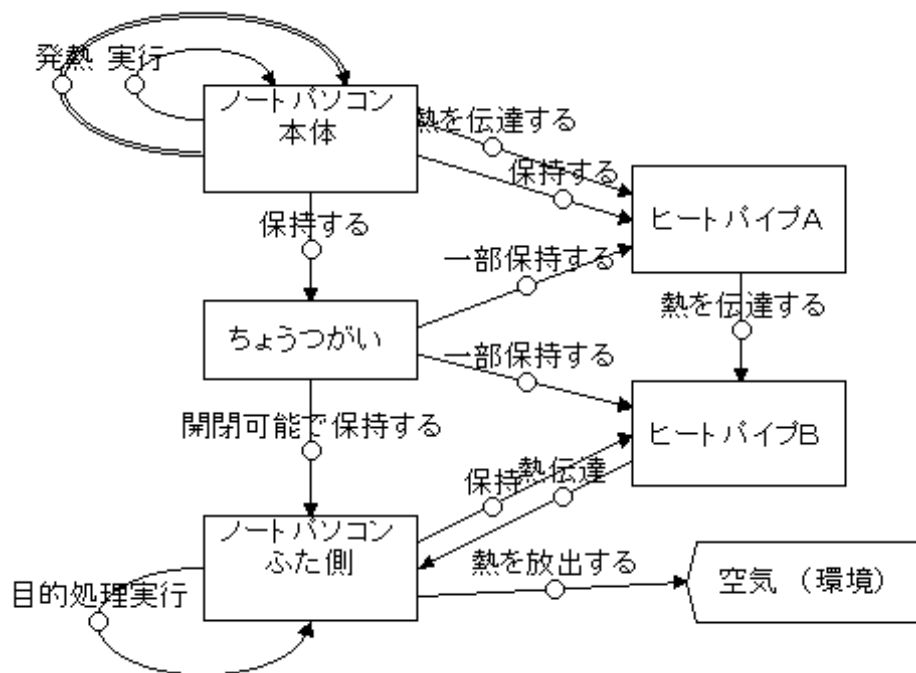 発熱 実行
ノートパソコン
本体
熱を伝達する
保持する
ヒートパイプA
保持する
一部保持する
熱を伝達する
ちょうつがい
一部保持する
開閉可能で保持する
ヒートパイプB
保持
熱伝達
ノートパソコン
ふた側
熱を放出する
空気 (環境)
目的処理実行